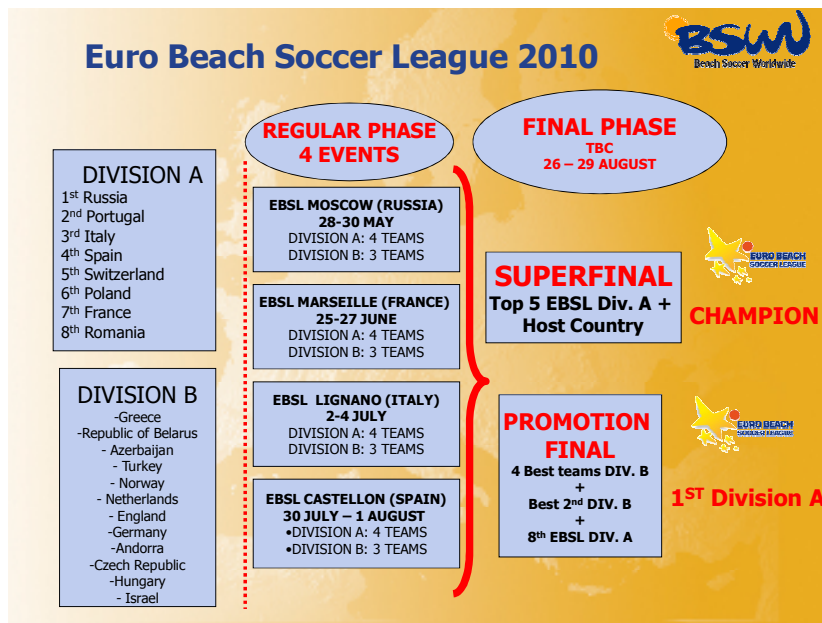 Euro Beach Soccer League 2010
BSWW
Beach Soccer Worldwide
REGULAR PHASE
4 EVENTS
FINAL PHASE
TBC
26 – 29 AUGUST
DIVISION A
1st Russia
2nd Portugal
3rd Italy
4th Spain
5th Switzerland
6th Poland
7th France
8th Romania
DIVISION B
-Greece
-Republic of Belarus
- Azerbaijan
- Turkey
- Norway
- Netherlands
- England
-Germany
-Andorra
-Czech Republic
-Hungary
- Israel
EBSL MOSCOW (RUSSIA)
28-30 MAY
DIVISION A: 4 TEAMS
DIVISION B: 3 TEAMS
EBSL MARSEILLE (FRANCE)
25-27 JUNE
DIVISION A: 4 TEAMS
DIVISION B: 3 TEAMS
EBSL LIGNANO (ITALY)
2-4 JULY
DIVISION A: 4 TEAMS
DIVISION B: 3 TEAMS
EBSL CASTELLON (SPAIN)
30 JULY – 1 AUGUST
•DIVISION A: 4 TEAMS
•DIVISION B: 3 TEAMS
SUPERFINAL
Top 5 EBSL Div. A +
Host Country
EURO BEACH
SOCCER LEAGUE
CHAMPION
PROMOTION
FINAL
4 Best teams DIV. B
+
Best 2nd DIV. B
+
8th EBSL DIV. A
EURO BEACH
SOCCER LEAGUE
1ST Division A